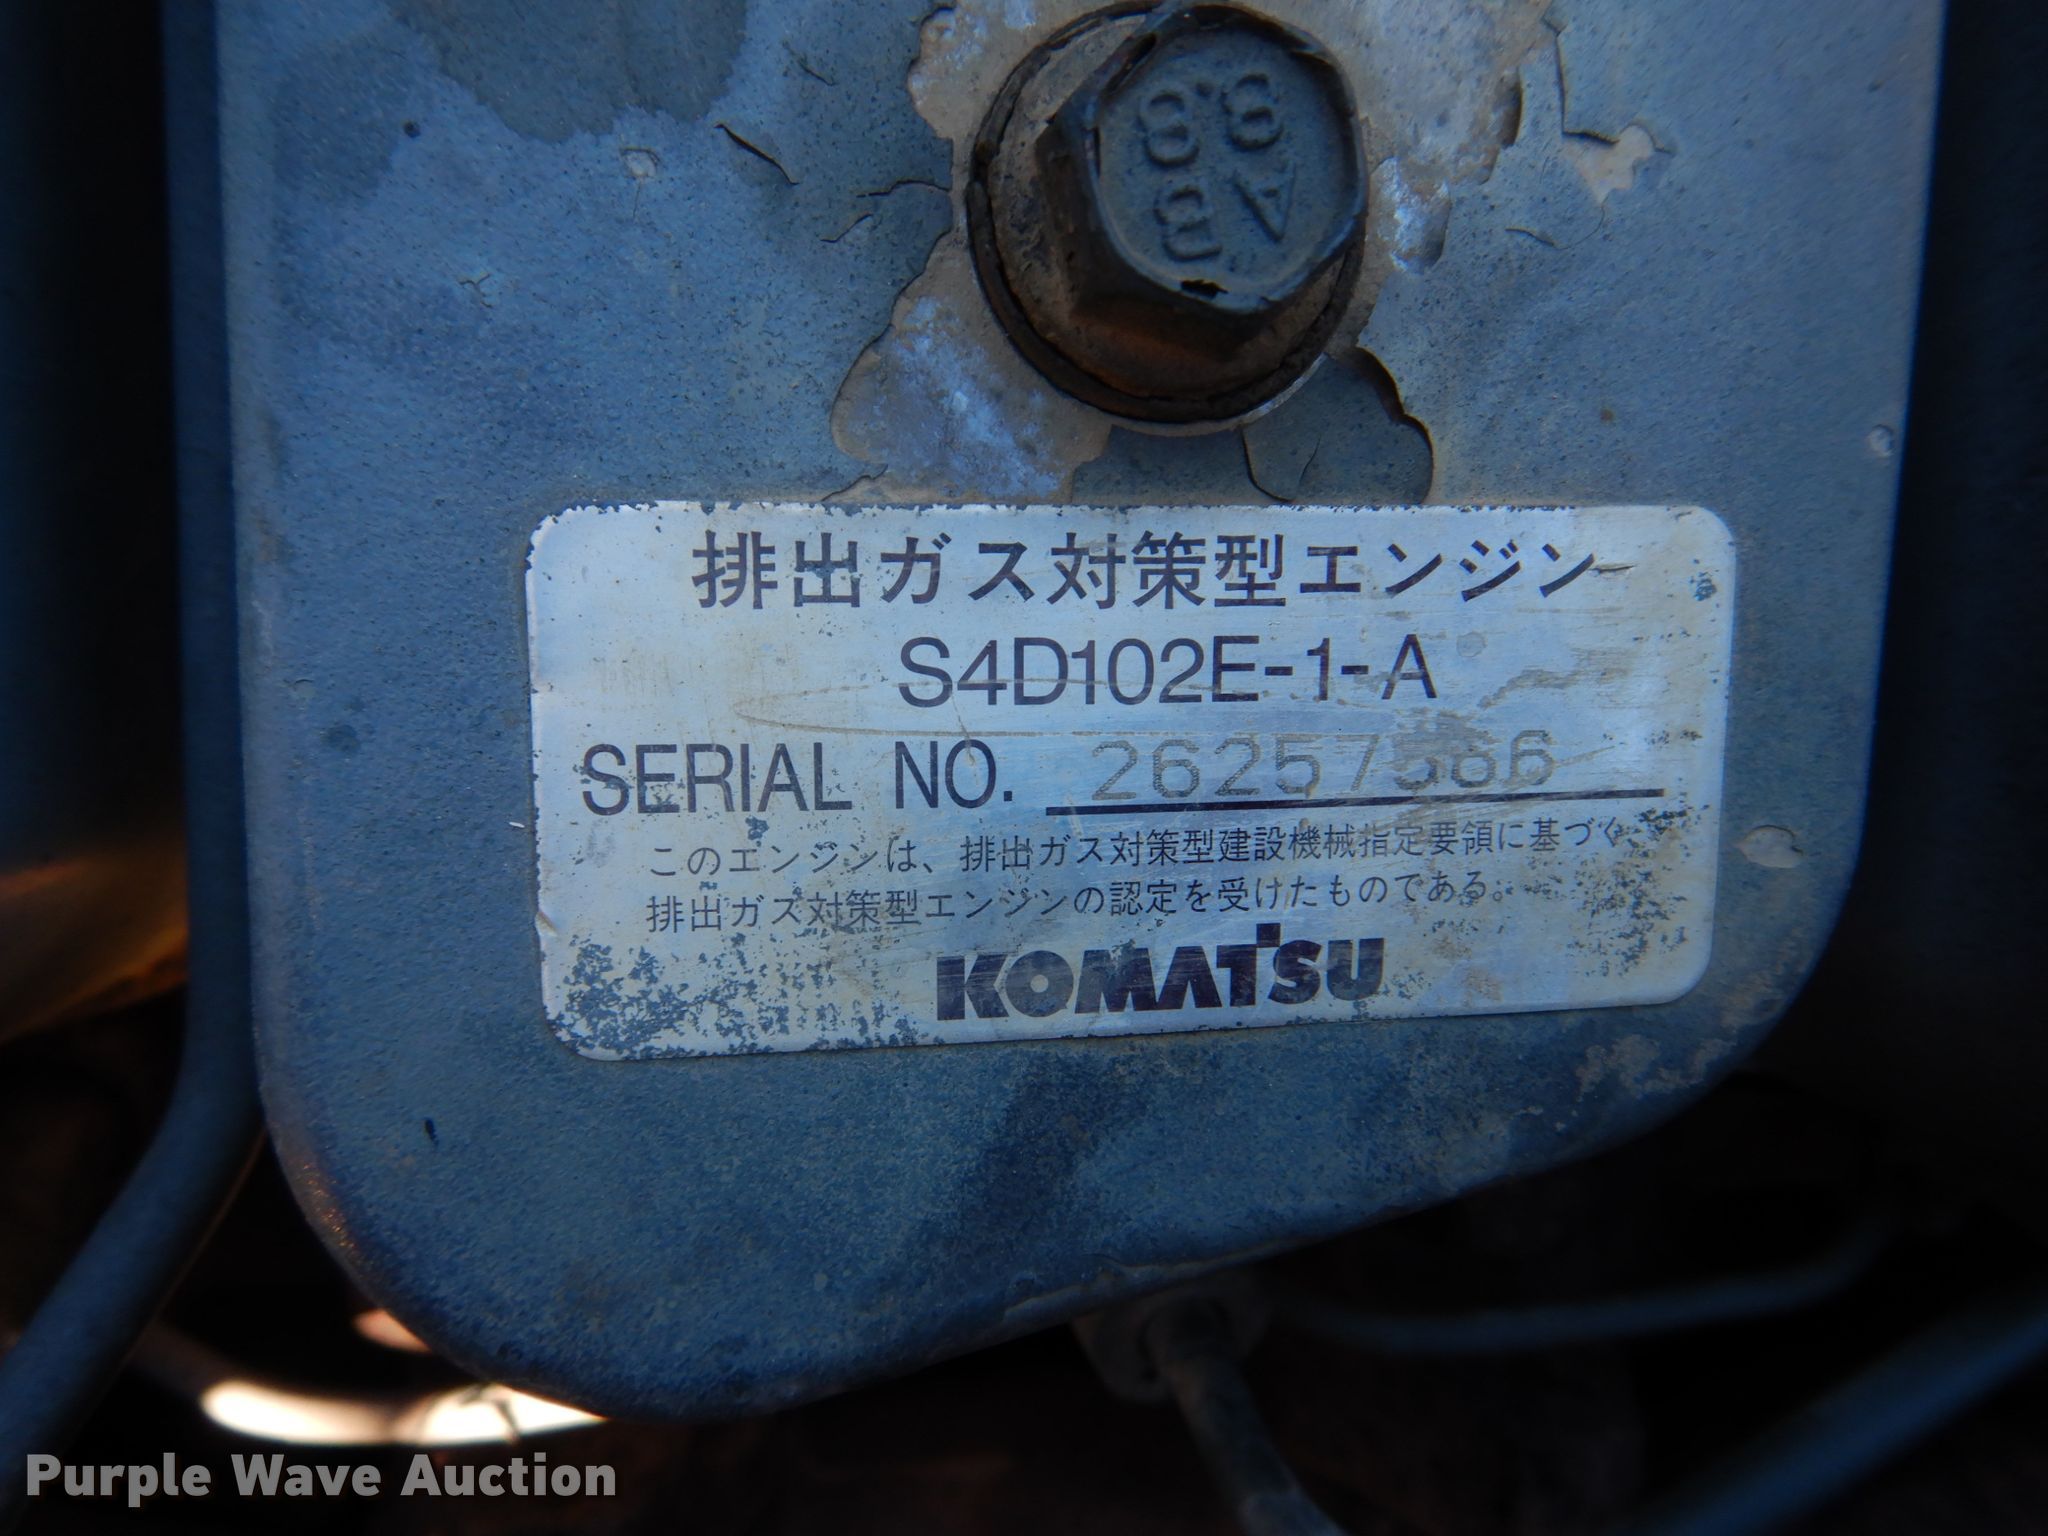 8.8
A
BB
排出ガス対策型エンジン
S4D102E-1-A
SERIAL NO. 26257566
このエンジンは、排出ガス対策型建設機械指定要領に基づく
排出ガス対策型エンジンの認定を受けたものである。
KOMATSU
Purple Wave Auction